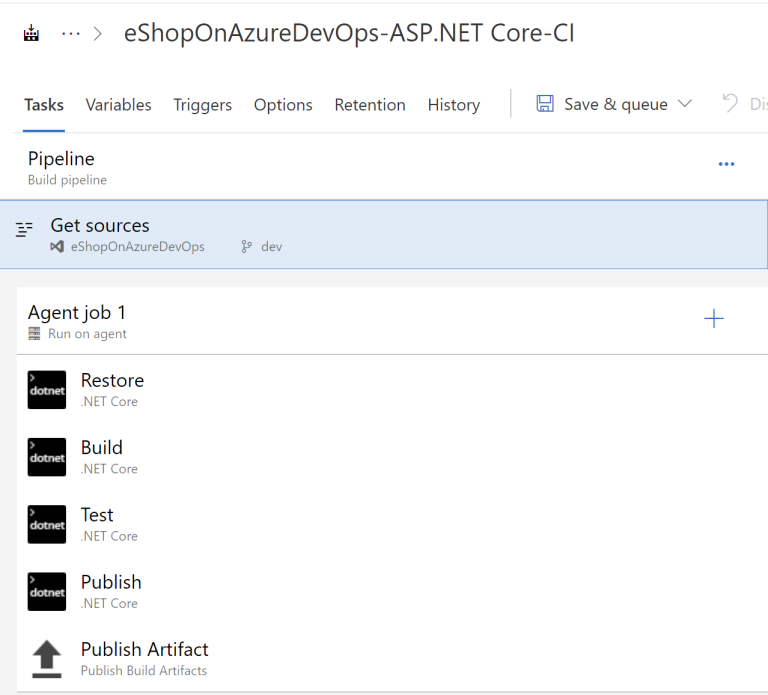 eShopOnAzureDevOps-ASP.NET Core-CI
Tasks Variables Triggers Options Retention History Save & queue Dis
Pipeline
Build pipeline
Get sources
eShopOnAzureDevOps dev
Agent job 1
Run on agent
dotnet
Restore
.NET Core
dotnet
Build
.NET Core
dotnet
Test
.NET Core
dotnet
Publish
.NET Core
Publish Artifact
Publish Build Artifacts